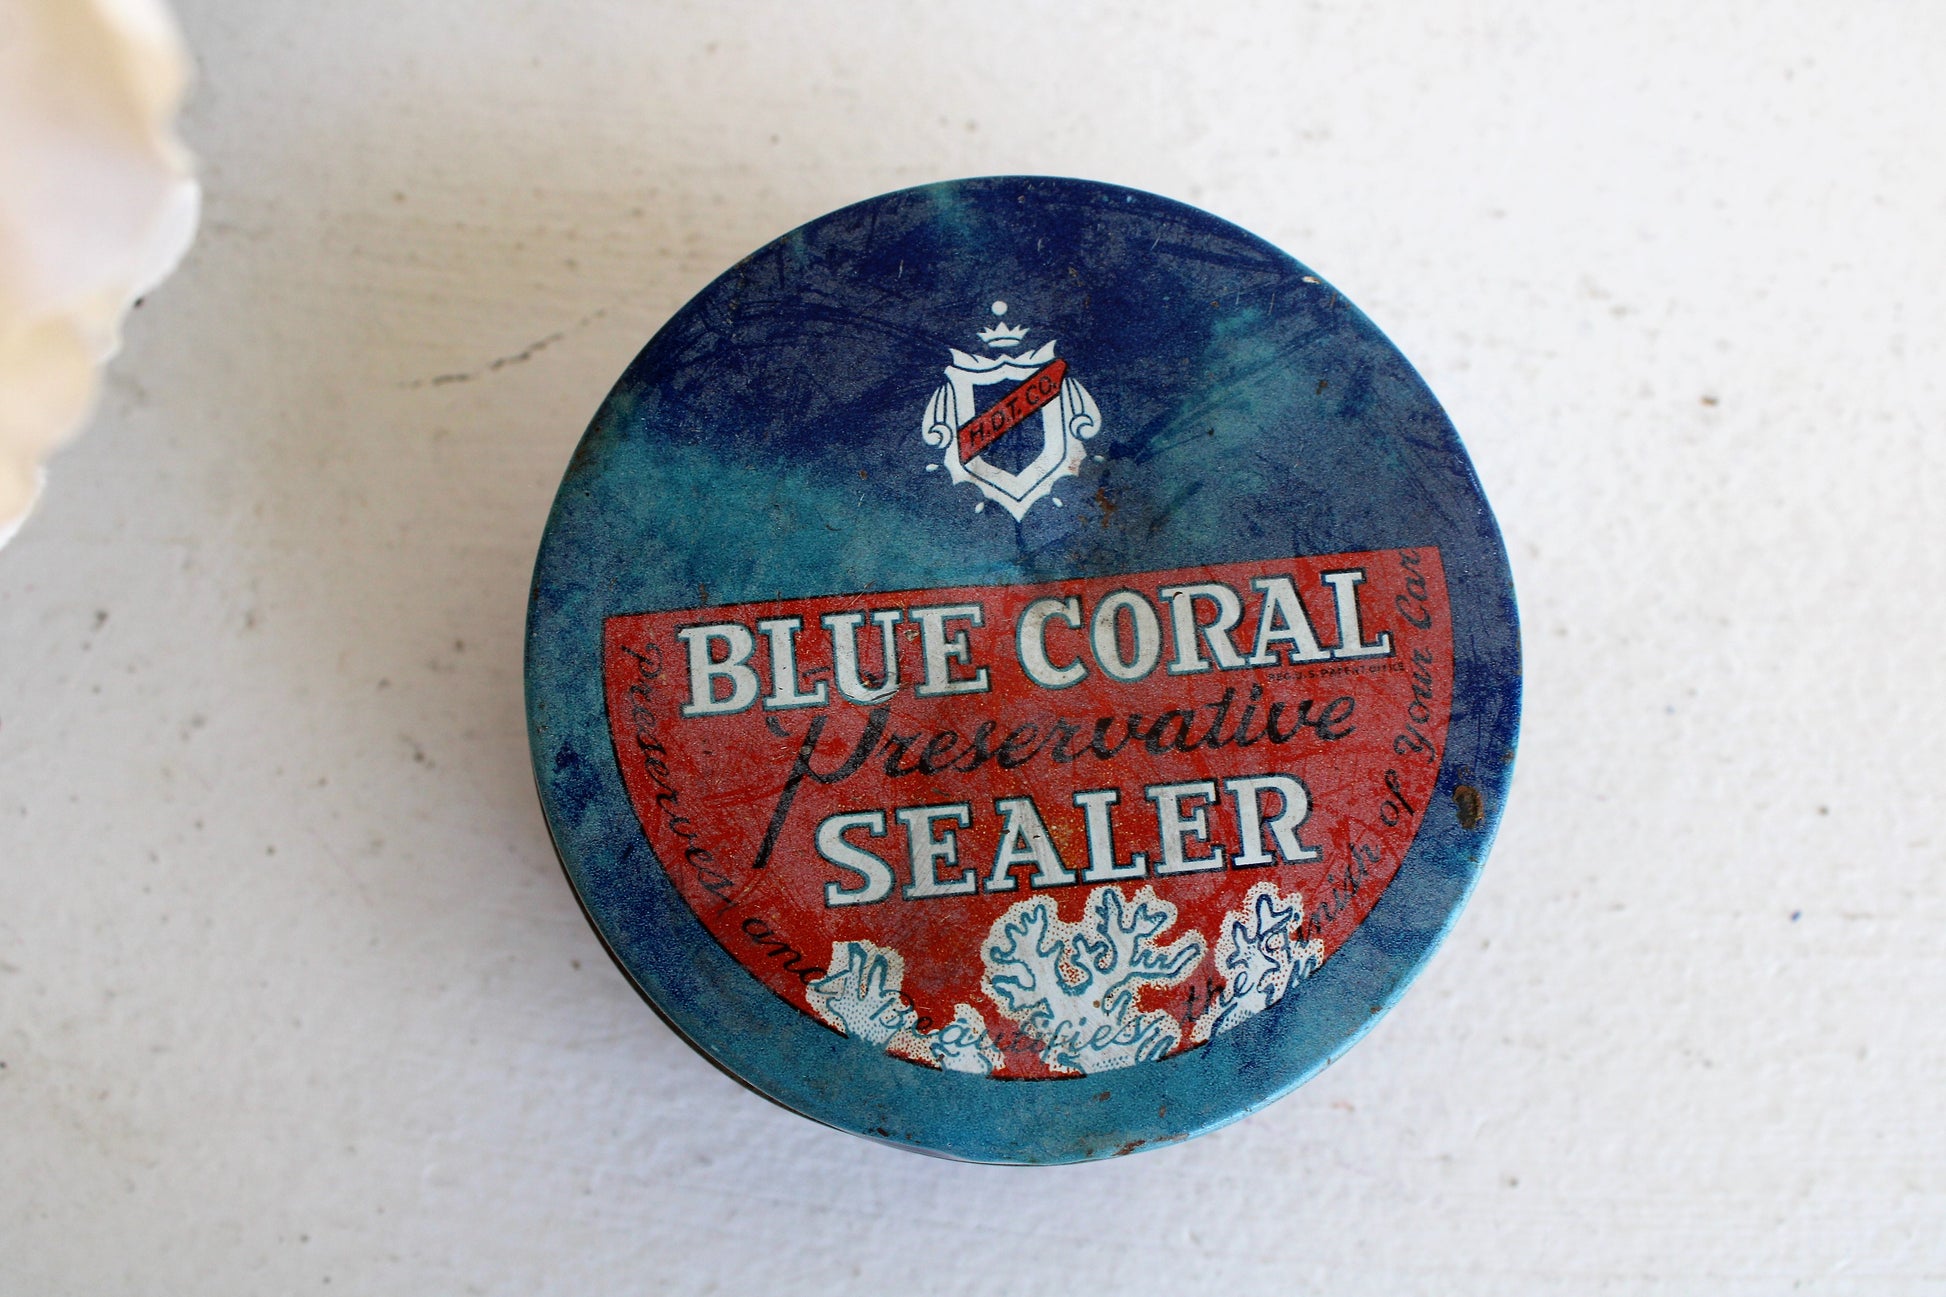 H.D.T. CO.
BLUE CORAL
REG. U.S. PATENT OFFICE
Preservative
SEALER
Preserves and Beautifies the Finish of Your Car